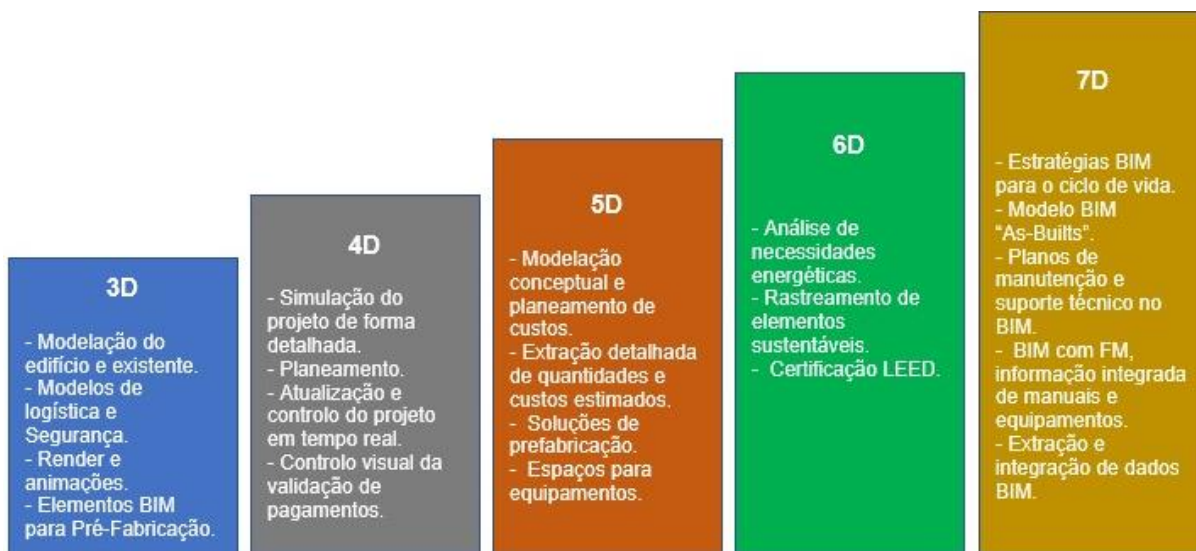 3D
- Modelação do
edifício e existente.
- Modelos de
logística e
Segurança.
- Render e
animações.
- Elementos BIM
para Pré-Fabricação.
4D
- Simulação do
projeto de forma
detalhada.
- Planeamento.
- Atualização e
controlo do projeto
em tempo real.
- Controlo visual da
validação de
pagamentos.
5D
- Modelação
conceptual e
planeamento de
custos.
- Extração detalhada
de quantidades e
custos estimados.
- Soluções de
prefabricação.
- Espaços para
equipamentos.
6D
- Análise de
necessidades
energéticas.
- Rastreamento de
elementos
sustentáveis.
- Certificação LEED.
7D
- Estratégias BIM
para o ciclo de vida.
- Modelo BIM
“As-Builts”.
- Planos de
manutenção e
suporte técnico no
BIM.
- BIM com FM,
informação integrada
de manuais e
equipamentos.
- Extração e
integração de dados
BIM.